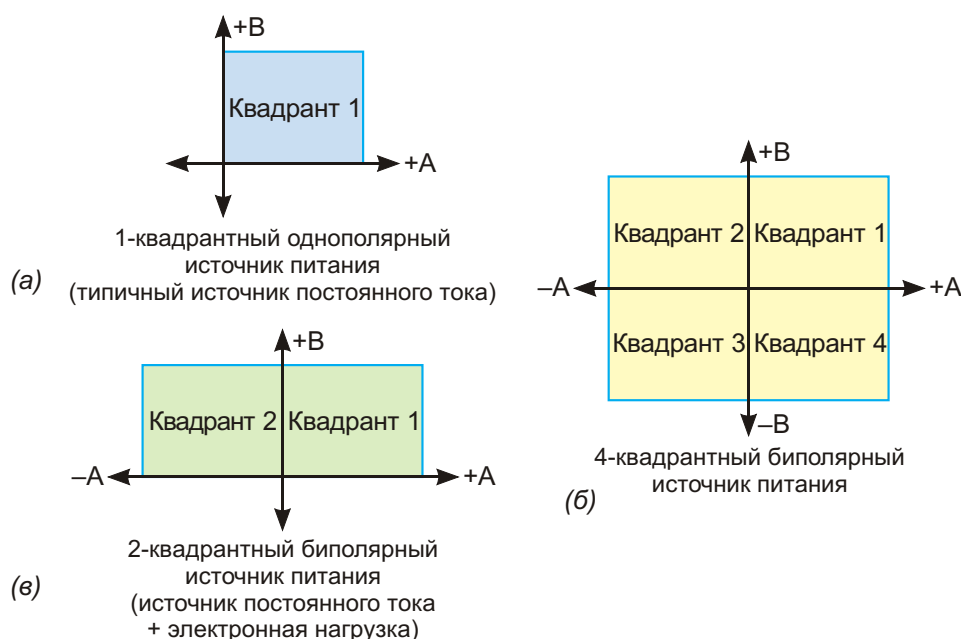 +В
Квадрант 1
+А
1-квадрантный однополярный
источник питания
(а)
(типичный источник постоянного тока)
+В
Квадрант 2 Квадрант 1
–А
+А
Квадрант 3 Квадрант 4
–В
4-квадрантный биполярный
источник питания
(б)
+В
Квадрант 2 Квадрант 1
–А
+А
2-квадрантный биполярный
источник питания
(в)
(источник постоянного тока
+ электронная нагрузка)